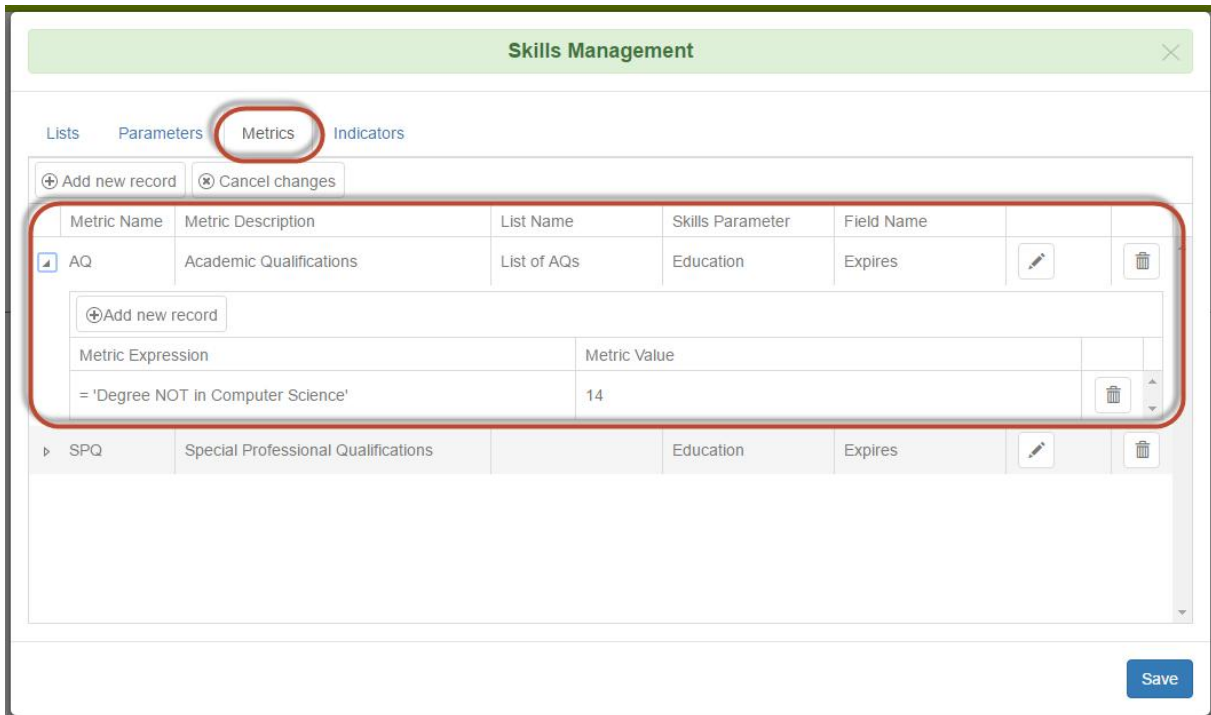 Skills Management
Lists Parameters Metrics Indicators
Add new record Cancel changes
Metric Name Metric Description List Name Skills Parameter Field Name
AQ Academic Qualifications List of AQs Education Expires
Add new record
Metric Expression Metric Value
= 'Degree NOT in Computer Science' 14
SPQ Special Professional Qualifications Education Expires
Save